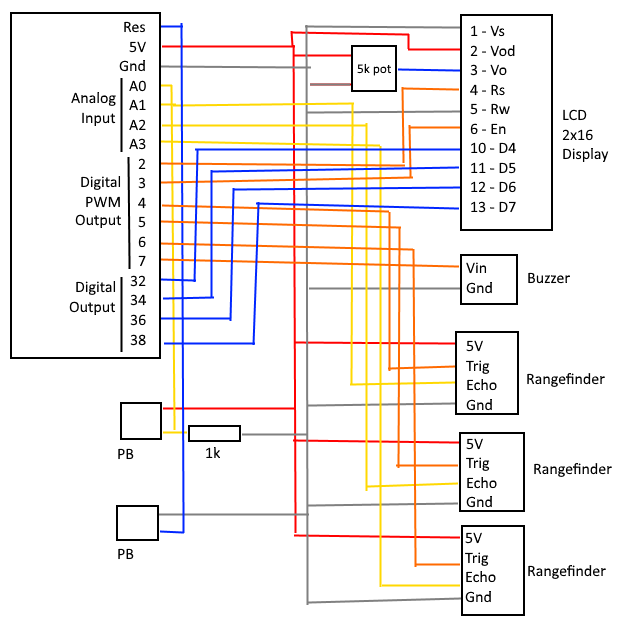 Res
5V
Gnd
A0
A1
A2
A3
Analog
Input
2
3
4
5
6
7
Digital
PWM
Output
32
34
36
38
Digital
Output
5k pot
1 - Vs
2 - Vod
3 - Vo
4 - Rs
5 - Rw
6 - En
10 - D4
11 - D5
12 - D6
13 - D7
LCD
2x16
Display
Vin
Gnd
Buzzer
5V
Trig
Echo
Gnd
Rangefinder
5V
Trig
Echo
Gnd
Rangefinder
5V
Trig
Echo
Gnd
Rangefinder
PB
1k
PB